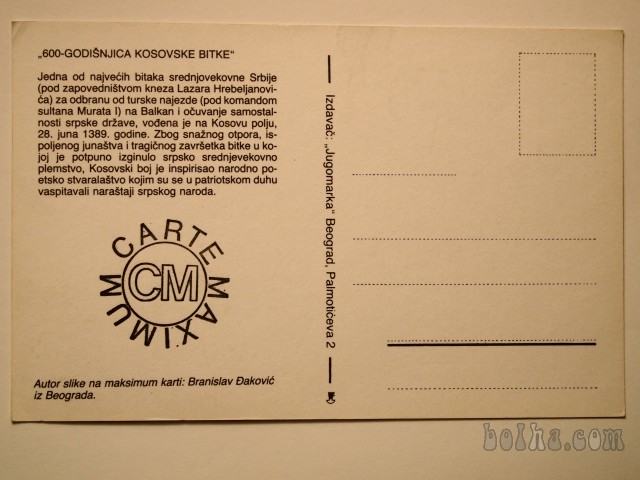 „600-GODIŠNJICA KOSOVSKE BITKE“
Jedna od najvećih bitaka srednjovekovne Srbije
(pod zapovedništvom kneza Lazara Hrebeljanovi-
ća) za odbranu od turske najezde (pod komandom
sultana Murata I) na Balkan i očuvanje samostal-
nosti srpske države, vođena je na Kosovu polju,
28. juna 1389. godine. Zbog snažnog otpora, is-
poljenog junaštva i tragičnog završetka bitke u ko-
joj je potpuno izginulo srpsko srednjevekovno
plemstvo, Kosovski boj je inspirisao narodno po-
etsko stvaralaštvo kojim su se u patriotskom duhu
vaspitavali naraštaji srpskog naroda.
CARTE MAXIMUM
CM
Autor slike na maksimum karti: Branislav Đaković
iz Beograda.
Izdavač: „Jugomarka“ Beograd, Palmotićeva 2
bolha.com